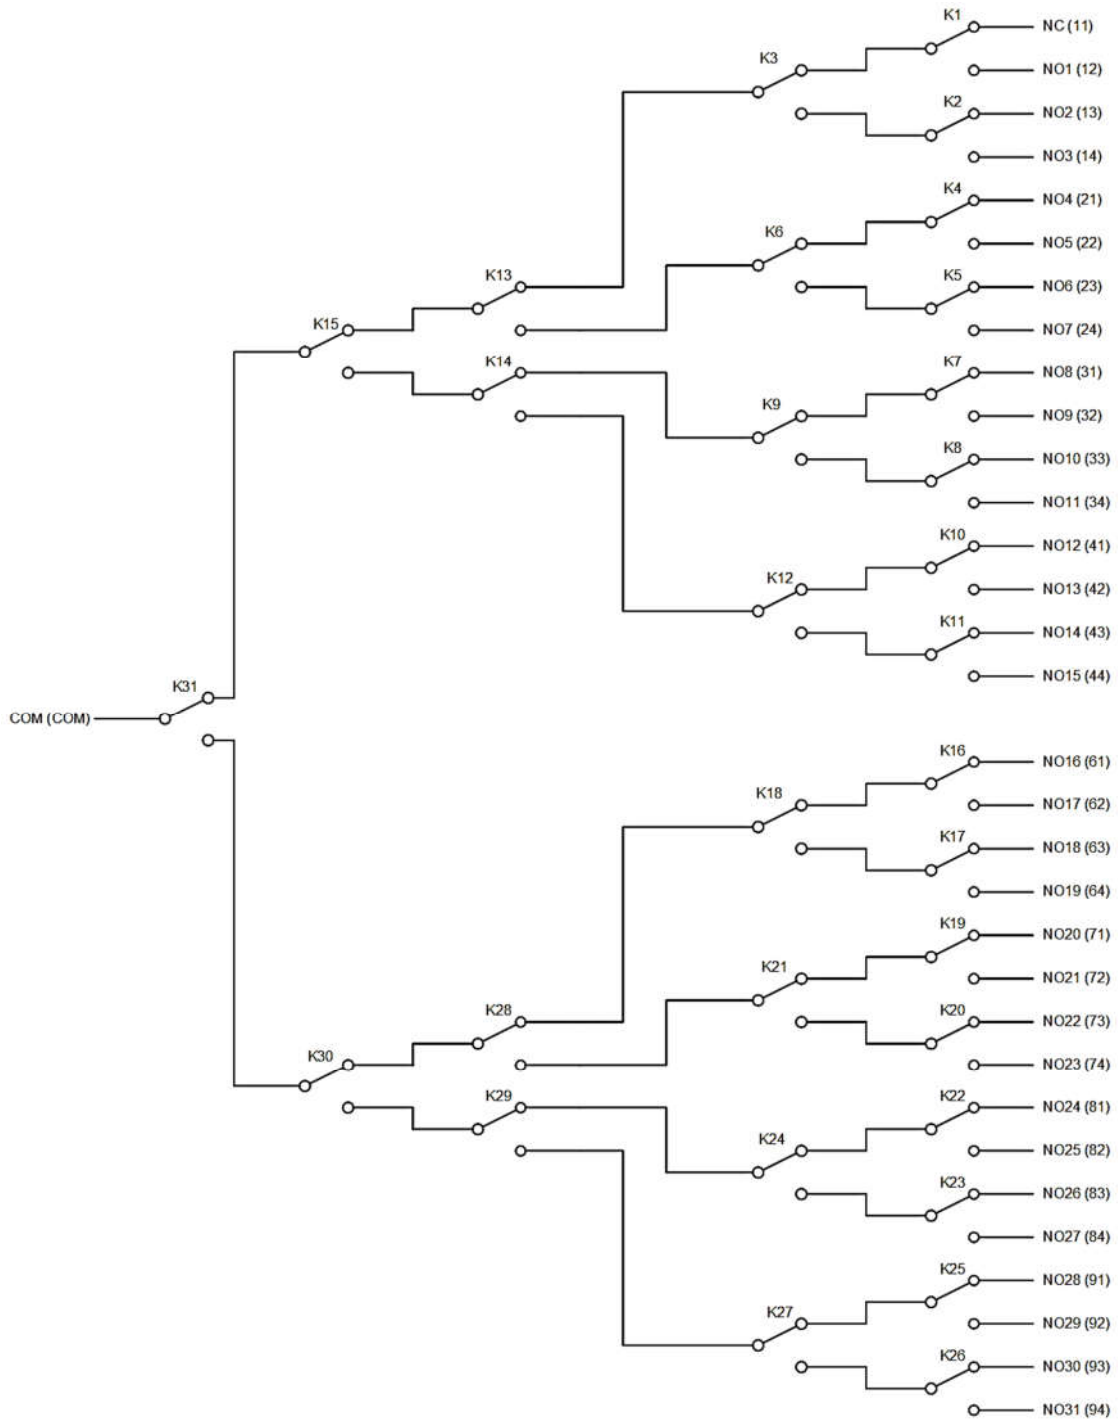 K1
NC (11)
K3
NO1 (12)
K2
NO2 (13)
NO3 (14)
K4
NO4 (21)
K6
NO5 (22)
K13
K5
NO6 (23)
K15
NO7 (24)
K14
K7
NO8 (31)
K9
NO9 (32)
K8
NO10 (33)
NO11 (34)
K10
NO12 (41)
K12
NO13 (42)
K11
NO14 (43)
NO15 (44)
K31
COM (COM)
K16
NO16 (61)
K18
NO17 (62)
K17
NO18 (63)
NO19 (64)
K19
NO20 (71)
K21
NO21 (72)
K28
K20
NO22 (73)
K30
NO23 (74)
K29
K22
NO24 (81)
K24
NO25 (82)
K23
NO26 (83)
NO27 (84)
K25
NO28 (91)
K27
NO29 (92)
K26
NO30 (93)
NO31 (94)